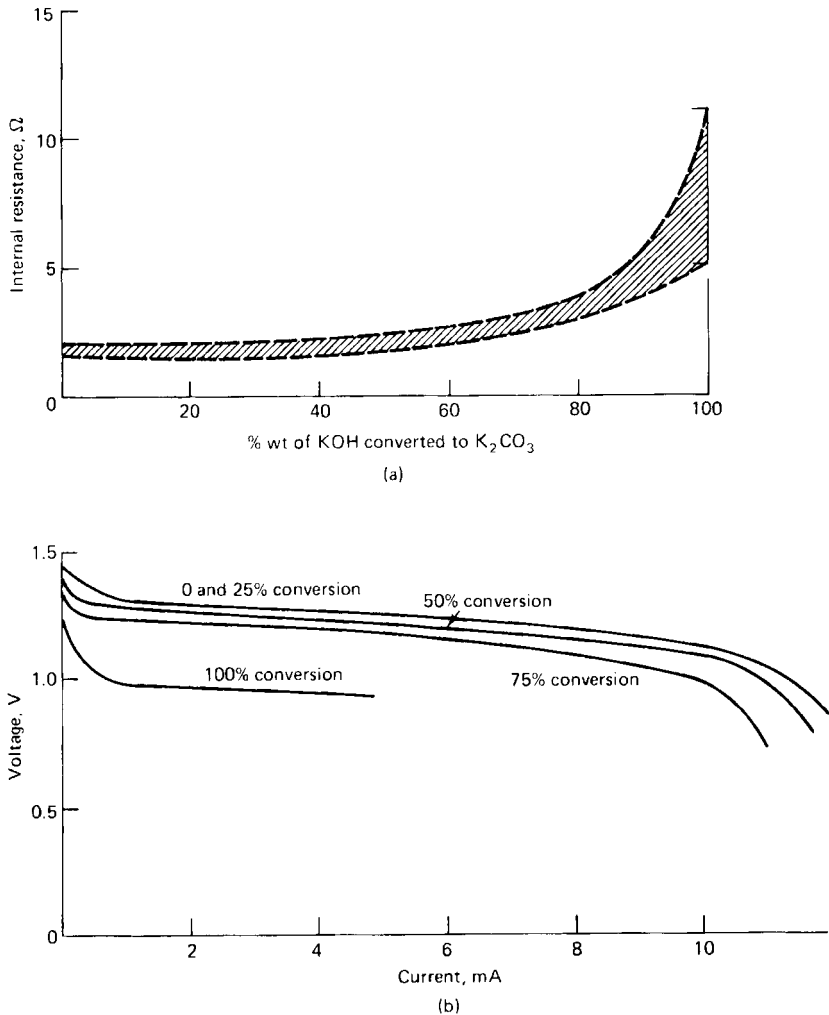 15
10
5
0
Internal resistance, Ω
20 40 60 80 100
% wt of KOH converted to K₂CO₃
(a)
1.5
1.0
0.5
0
Voltage, V
0 and 25% conversion
50% conversion
100% conversion
75% conversion
2 4 6 8 10
Current, mA
(b)